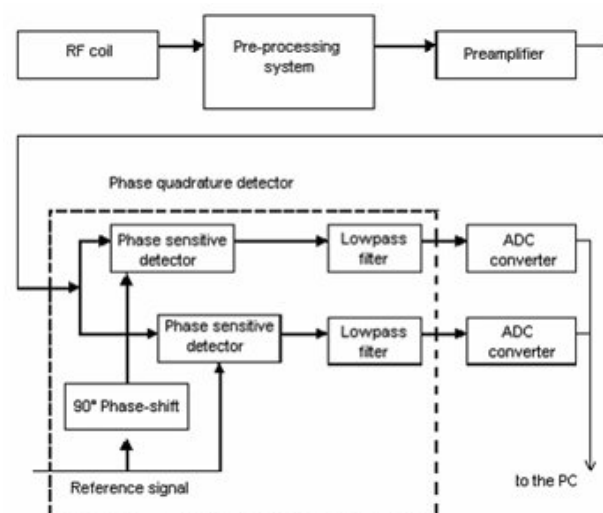 RF coil
Pre-processing
system
Preamplifier
Phase quadrature detector
Phase sensitive
detector
Lowpass
filter
ADC
converter
Phase sensitive
detector
Lowpass
filter
ADC
converter
90° Phase-shift
Reference signal
to the PC